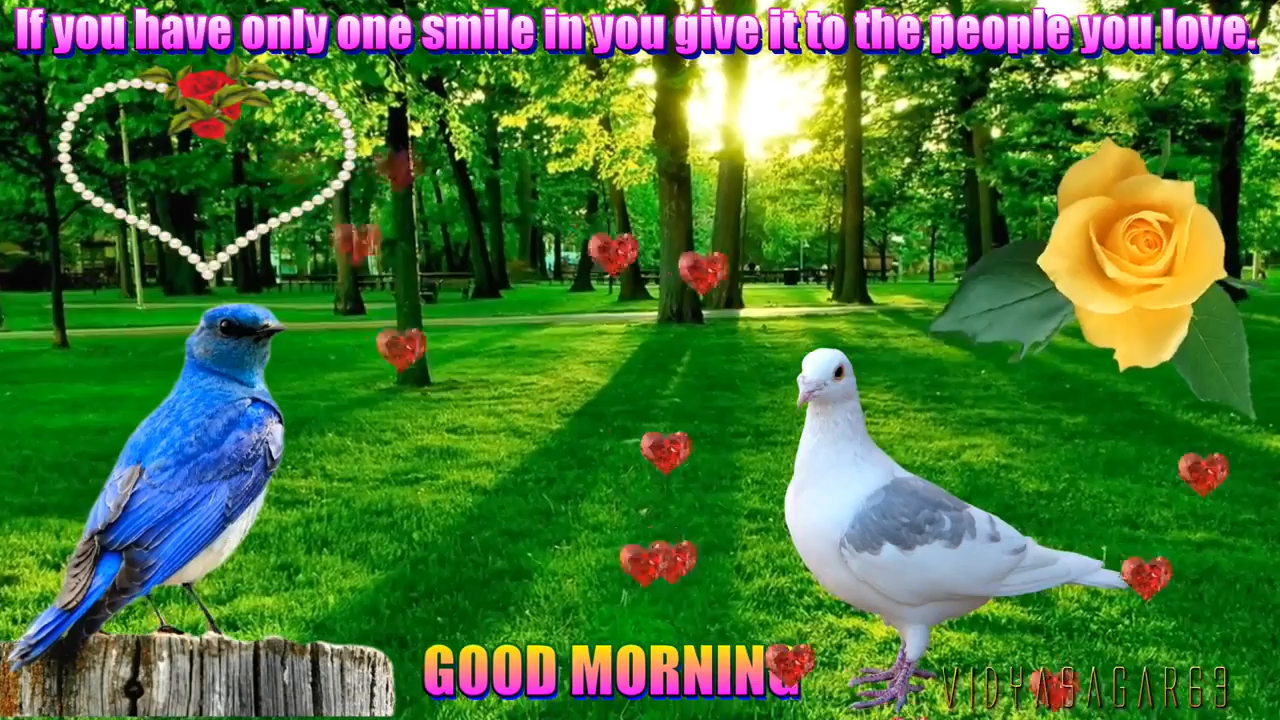 If you have only one smile in you give it to the people you love.
GOOD MORNING
VIDYASAGAR63